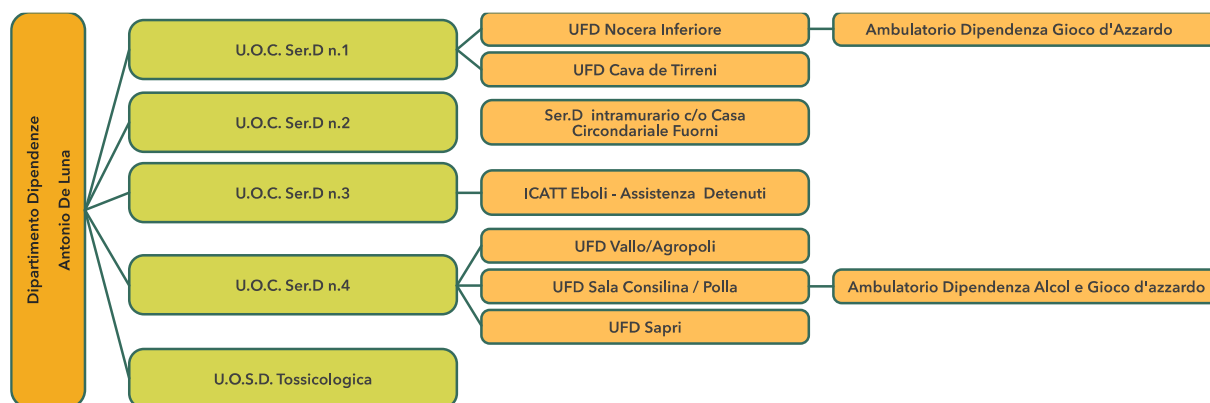 Dipartimento Dipendenze
Antonio De Luna
U.O.C. Ser.D n.1
UFD Nocera Inferiore
Ambulatorio Dipendenza Gioco d'Azzardo
UFD Cava de Tirreni
U.O.C. Ser.D n.2
Ser.D intramurario c/o Casa
Circondariale Fuorni
U.O.C. Ser.D n.3
ICATT Eboli - Assistenza Detenuti
U.O.C. Ser.D n.4
UFD Vallo/Agropoli
UFD Sala Consilina / Polla
Ambulatorio Dipendenza Alcol e Gioco d'azzardo
UFD Sapri
U.O.S.D. Tossicologica